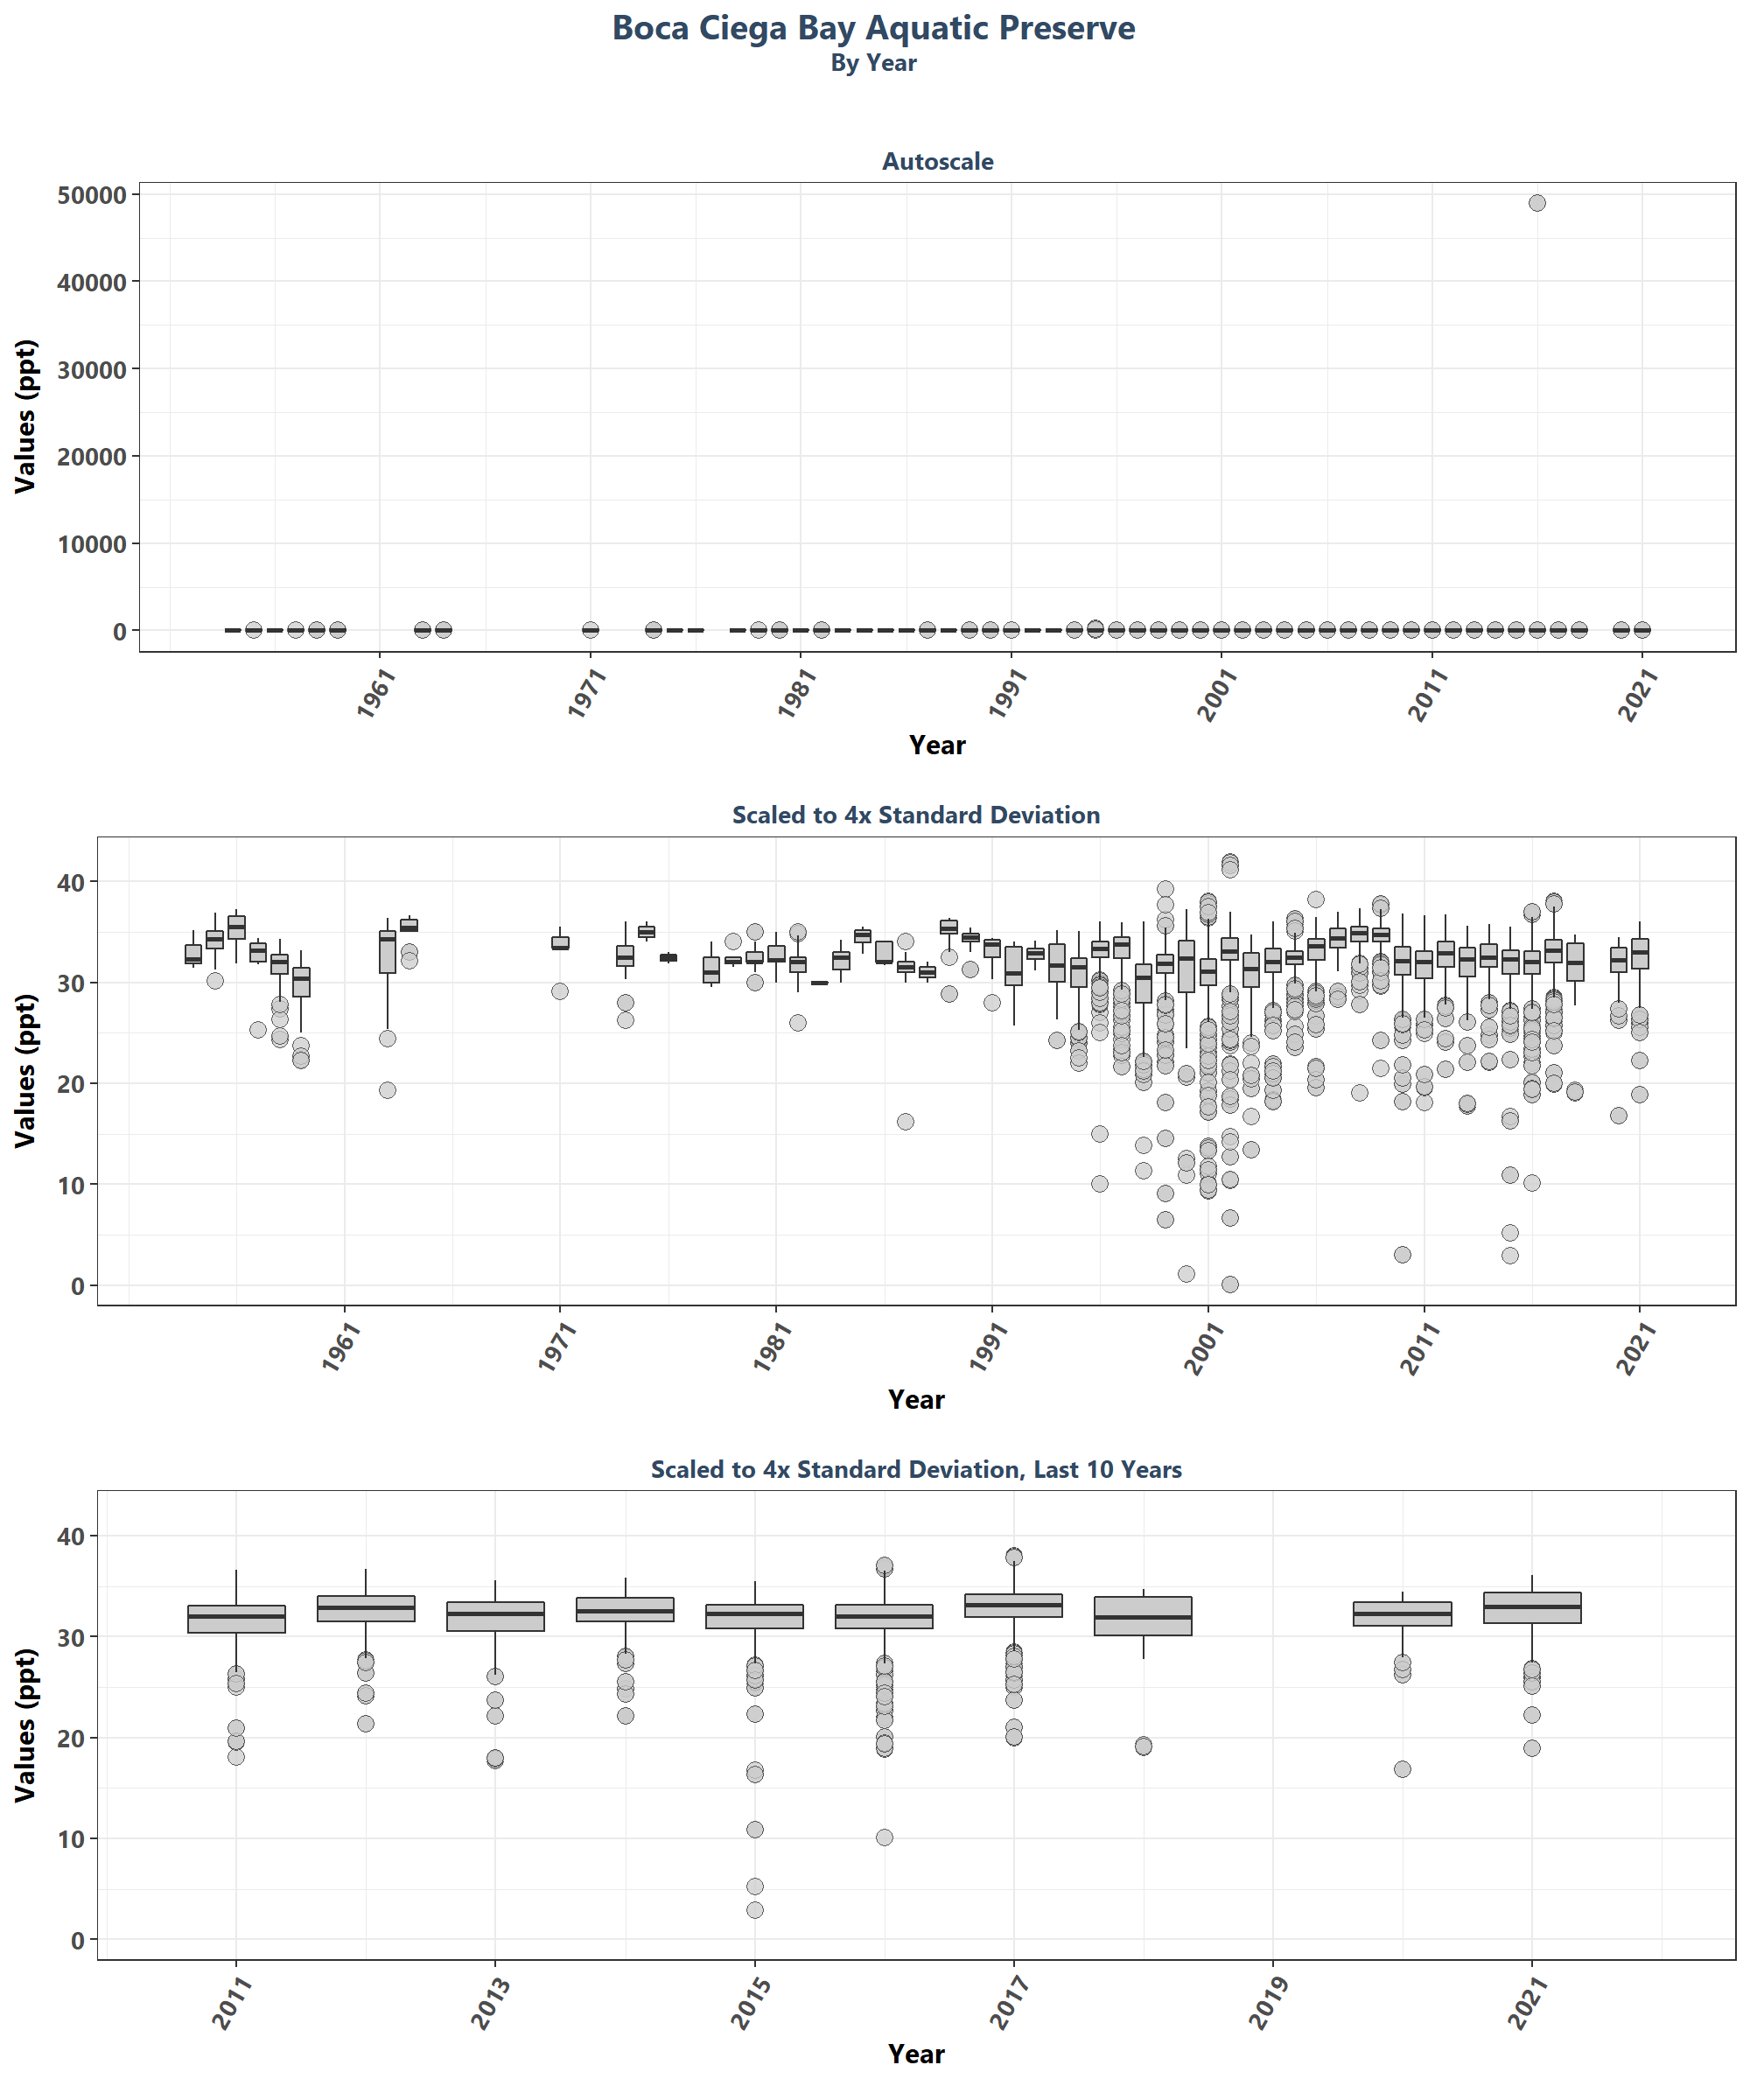 Boca Ciega Bay Aquatic Preserve
By Year
Autoscale
Values (ppt)
50000
40000
30000
20000
10000
0
1961 1971 1981 1991 2001 2011 2021
Year
Scaled to 4x Standard Deviation
Values (ppt)
40
30
20
10
0
1961 1971 1981 1991 2001 2011 2021
Year
Scaled to 4x Standard Deviation, Last 10 Years
Values (ppt)
40
30
20
10
0
2011 2013 2015 2017 2019 2021
Year